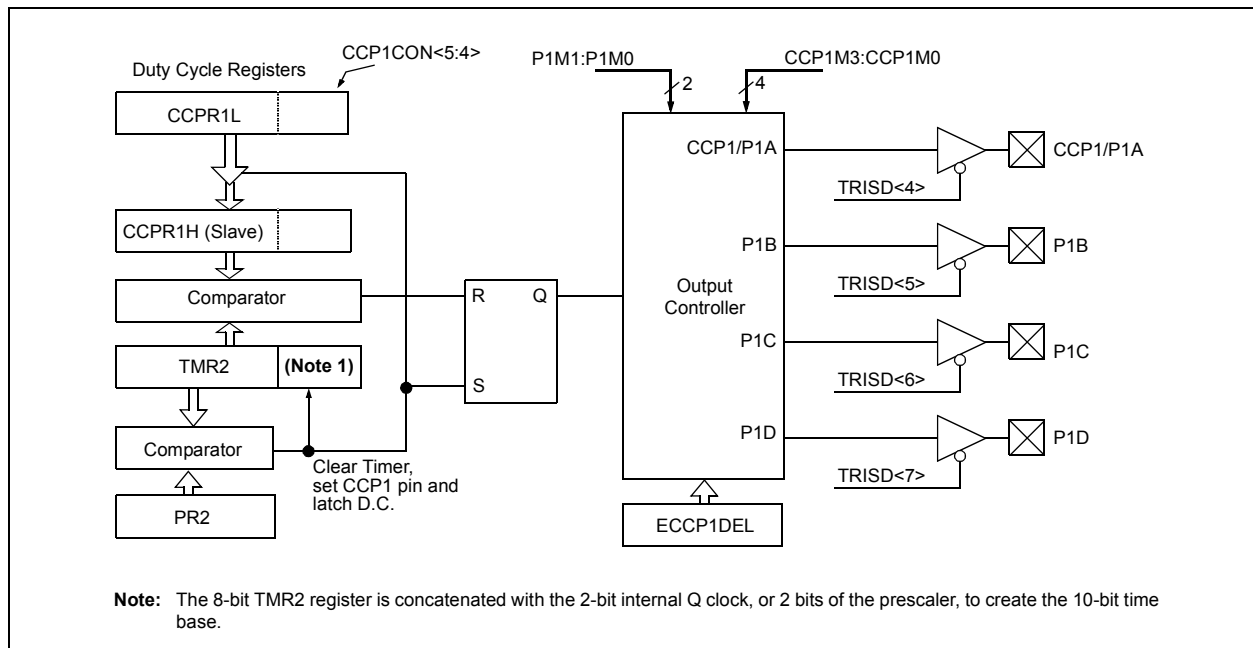 CCP1CON<5:4>
Duty Cycle Registers
CCPR1L
CCPR1H (Slave)
Comparator
TMR2
(Note 1)
Comparator
PR2
Clear Timer,
set CCP1 pin and
latch D.C.
R
Q
S
P1M1:P1M0
2
CCP1M3:CCP1M0
4
Output
Controller
CCP1/P1A
P1B
P1C
P1D
ECCP1DEL
TRISD<4>
CCP1/P1A
TRISD<5>
P1B
TRISD<6>
P1C
TRISD<7>
P1D
Note: The 8-bit TMR2 register is concatenated with the 2-bit internal Q clock, or 2 bits of the prescaler, to create the 10-bit time
base.